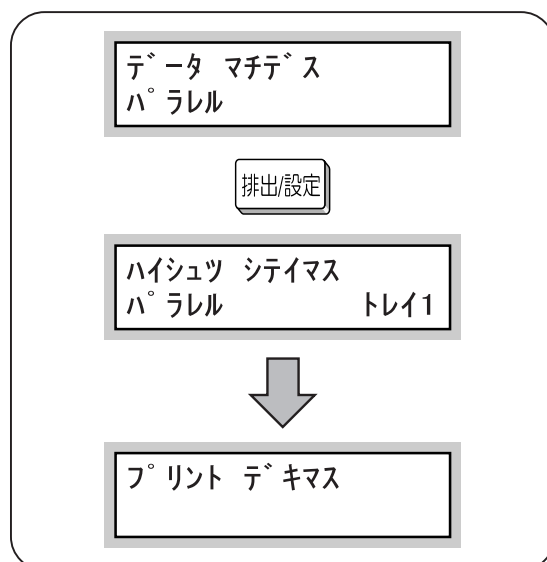 データ マチデス
パラレル
排出/設定
ハイシュツ シテイマス
パラレル トレイ1
プリント デキマス